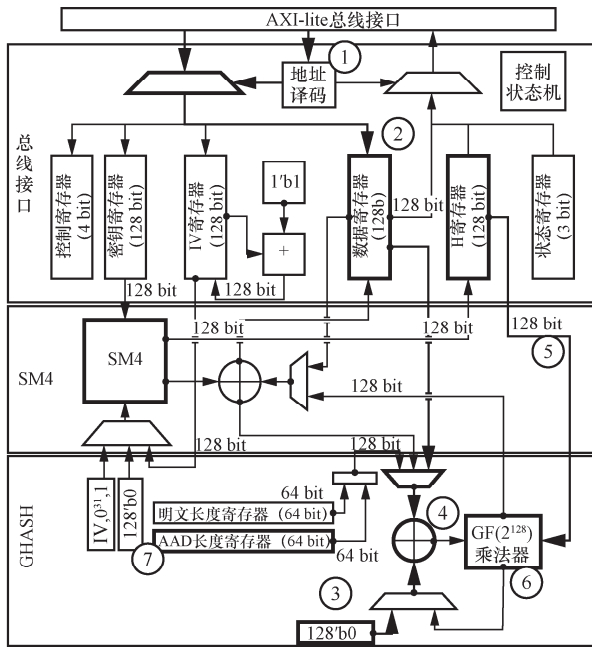 AXI-lite总线接口
①
地址
译码
控制
状态机
总线接口
②
控制寄存器
(4 bit)
密钥寄存器
(128 bit)
IV寄存器
(128 bit)
1'b1
+
数据寄存器
(128b)
128 bit
H寄存器
(128 bit)
状态寄存器
(3 bit)
128 bit
128 bit
128 bit
128 bit
128 bit
⑤
SM4
SM4
128 bit
128 bit
128 bit
GHASH
IV,0³¹,1
128'b0
64 bit
明文长度寄存器 (64 bit)
AAD长度寄存器 (64 bit)
64 bit
⑦
④
GF(2¹²⁸)
乘法器
⑥
③
128'b0